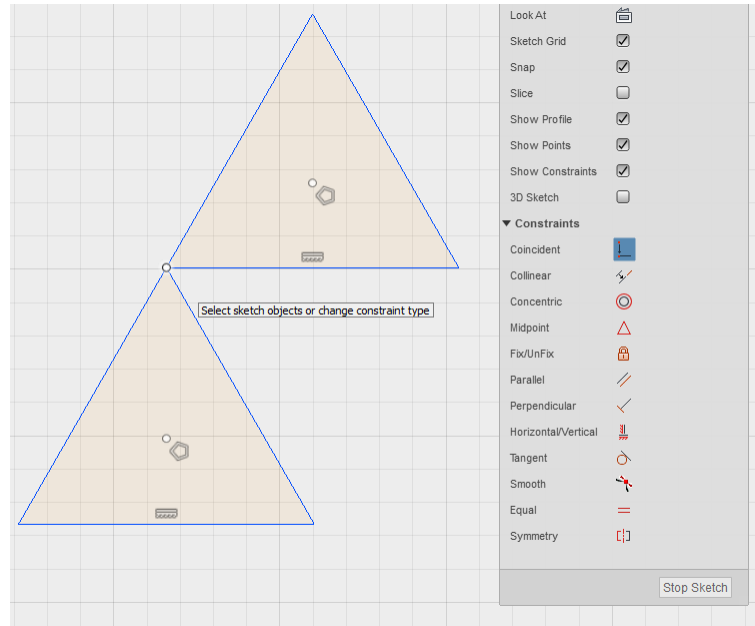 Look At
Sketch Grid
Snap
Slice
Show Profile
Show Points
Show Constraints
3D Sketch
Constraints
Coincident
Collinear
Concentric
Select sketch objects or change constraint type
Midpoint
Fix/UnFix
Parallel
Perpendicular
Horizontal/Vertical
Tangent
Smooth
Equal
Symmetry
Stop Sketch